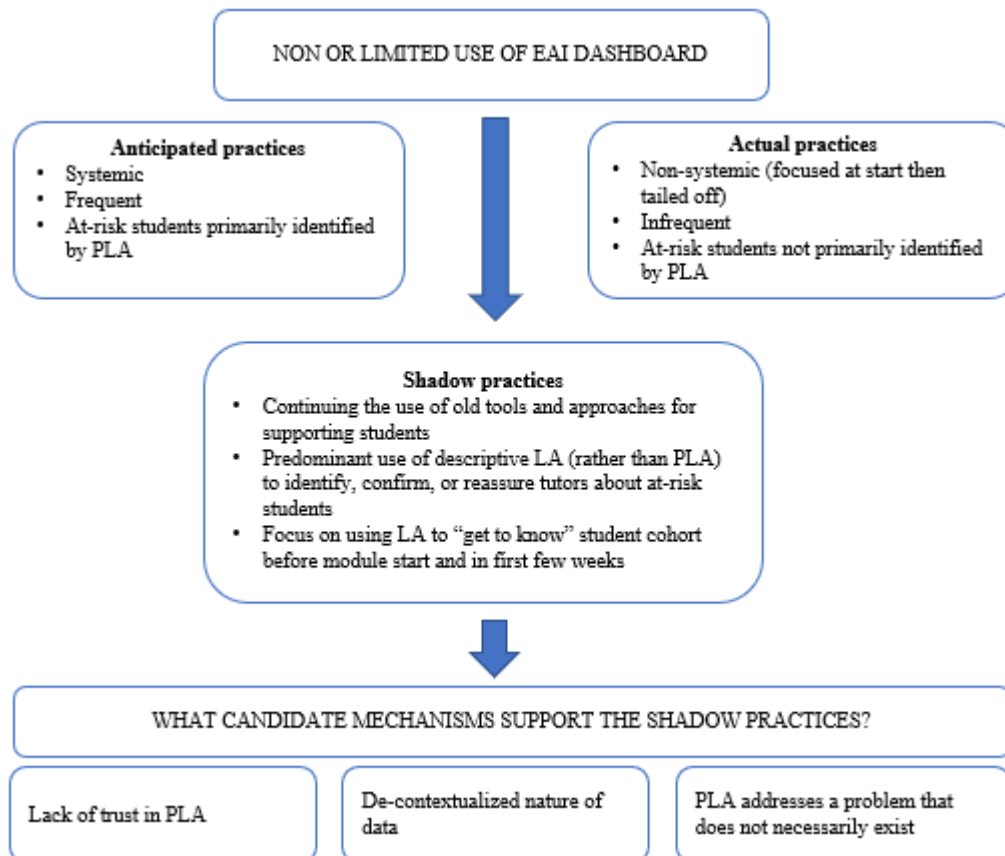 NON OR LIMITED USE OF EAI DASHBOARD
Anticipated practices
• Systemic
• Frequent
• At-risk students primarily identified
by PLA
Actual practices
• Non-systemic (focused at start then
tailed off)
• Infrequent
• At-risk students not primarily identified
by PLA
Shadow practices
• Continuing the use of old tools and approaches for
supporting students
• Predominant use of descriptive LA (rather than PLA)
to identify, confirm, or reassure tutors about at-risk
students
• Focus on using LA to “get to know” student cohort
before module start and in first few weeks
WHAT CANDIDATE MECHANISMS SUPPORT THE SHADOW PRACTICES?
Lack of trust in PLA
De-contextualized nature of
data
PLA addresses a problem that
does not necessarily exist